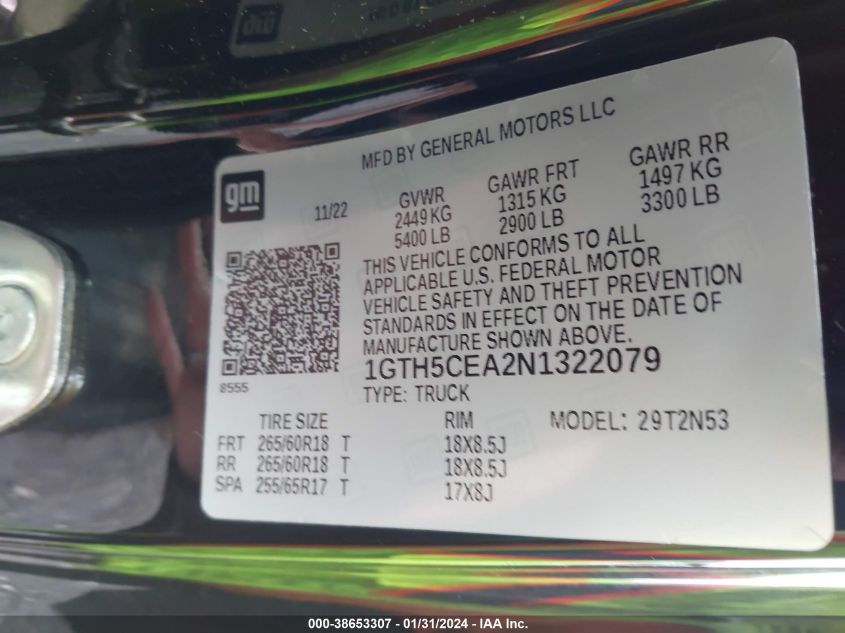 MFD BY GENERAL MOTORS LLC
gm
11/22
GVWR GAWR FRT GAWR RR
2449 KG 1315 KG 1497 KG
5400 LB 2900 LB 3300 LB
THIS VEHICLE CONFORMS TO ALL
APPLICABLE U.S. FEDERAL MOTOR
VEHICLE SAFETY AND THEFT PREVENTION
STANDARDS IN EFFECT ON THE DATE OF
MANUFACTURE SHOWN ABOVE.
8555
1GTH5CEA2N1322079
TYPE: TRUCK
TIRE SIZE RIM MODEL: 29T2N53
FRT 265/60R18 T 18X8.5J
RR 265/60R18 T 18X8.5J
SPA 255/65R17 T 17X8J
000-38653307 - 01/31/2024 - IAA Inc.